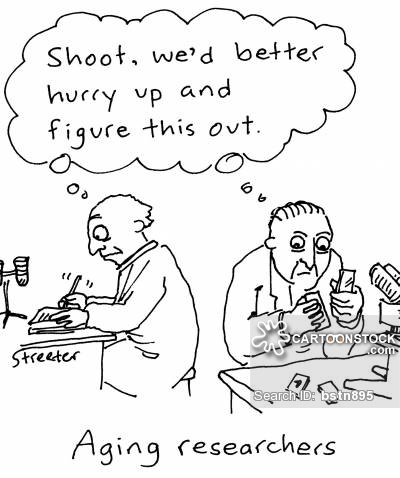 Shoot, we'd better
hurry up and
figure this out.
Streeter
CARTOONSTOCK
.com
Search ID: bstn895
Aging researchers